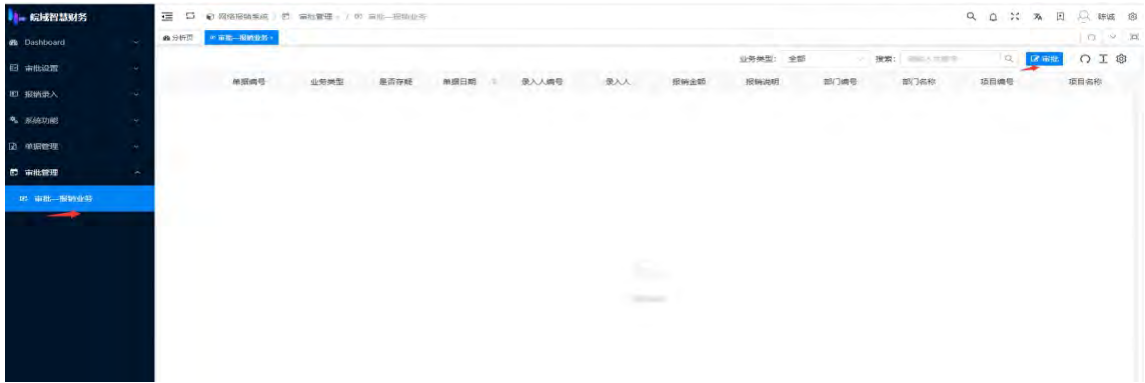 皖域智慧财务
网络报销系统 / 审批管理 / 审批—报销业务
陈诚
Dashboard
分析页
审批—报销业务
审批设置
业务类型: 全部
搜索:
审批
报销录入
单据编号 业务类型 是否存疑 单据日期 录入人编号 录入人 报销金额 报销说明 部门编号 部门名称 项目编号 项目名称
系统功能
单据管理
审批管理
审批—报销业务